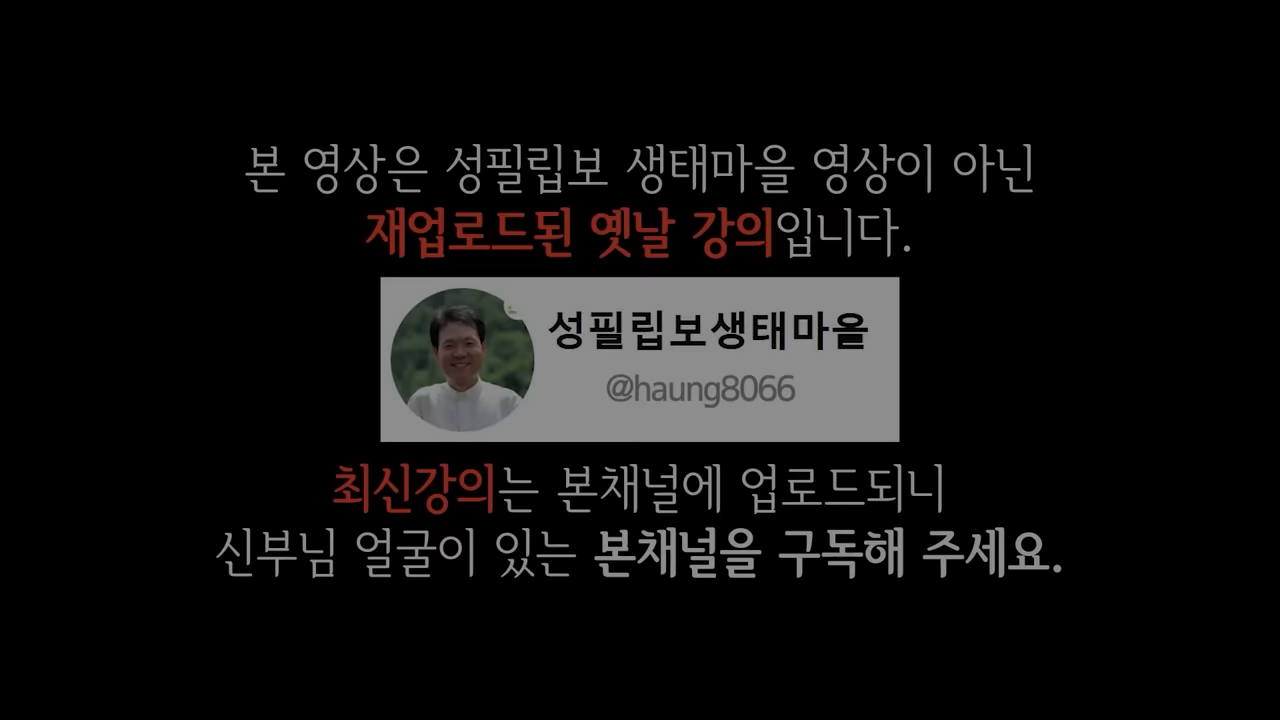 본 영상은 성필립보 생태마을 영상이 아닌
재업로드된 옛날 강의입니다.
성필립보생태마을
@haung8066
최신강의는 본채널에 업로드되니
신부님 얼굴이 있는 본채널을 구독해 주세요.